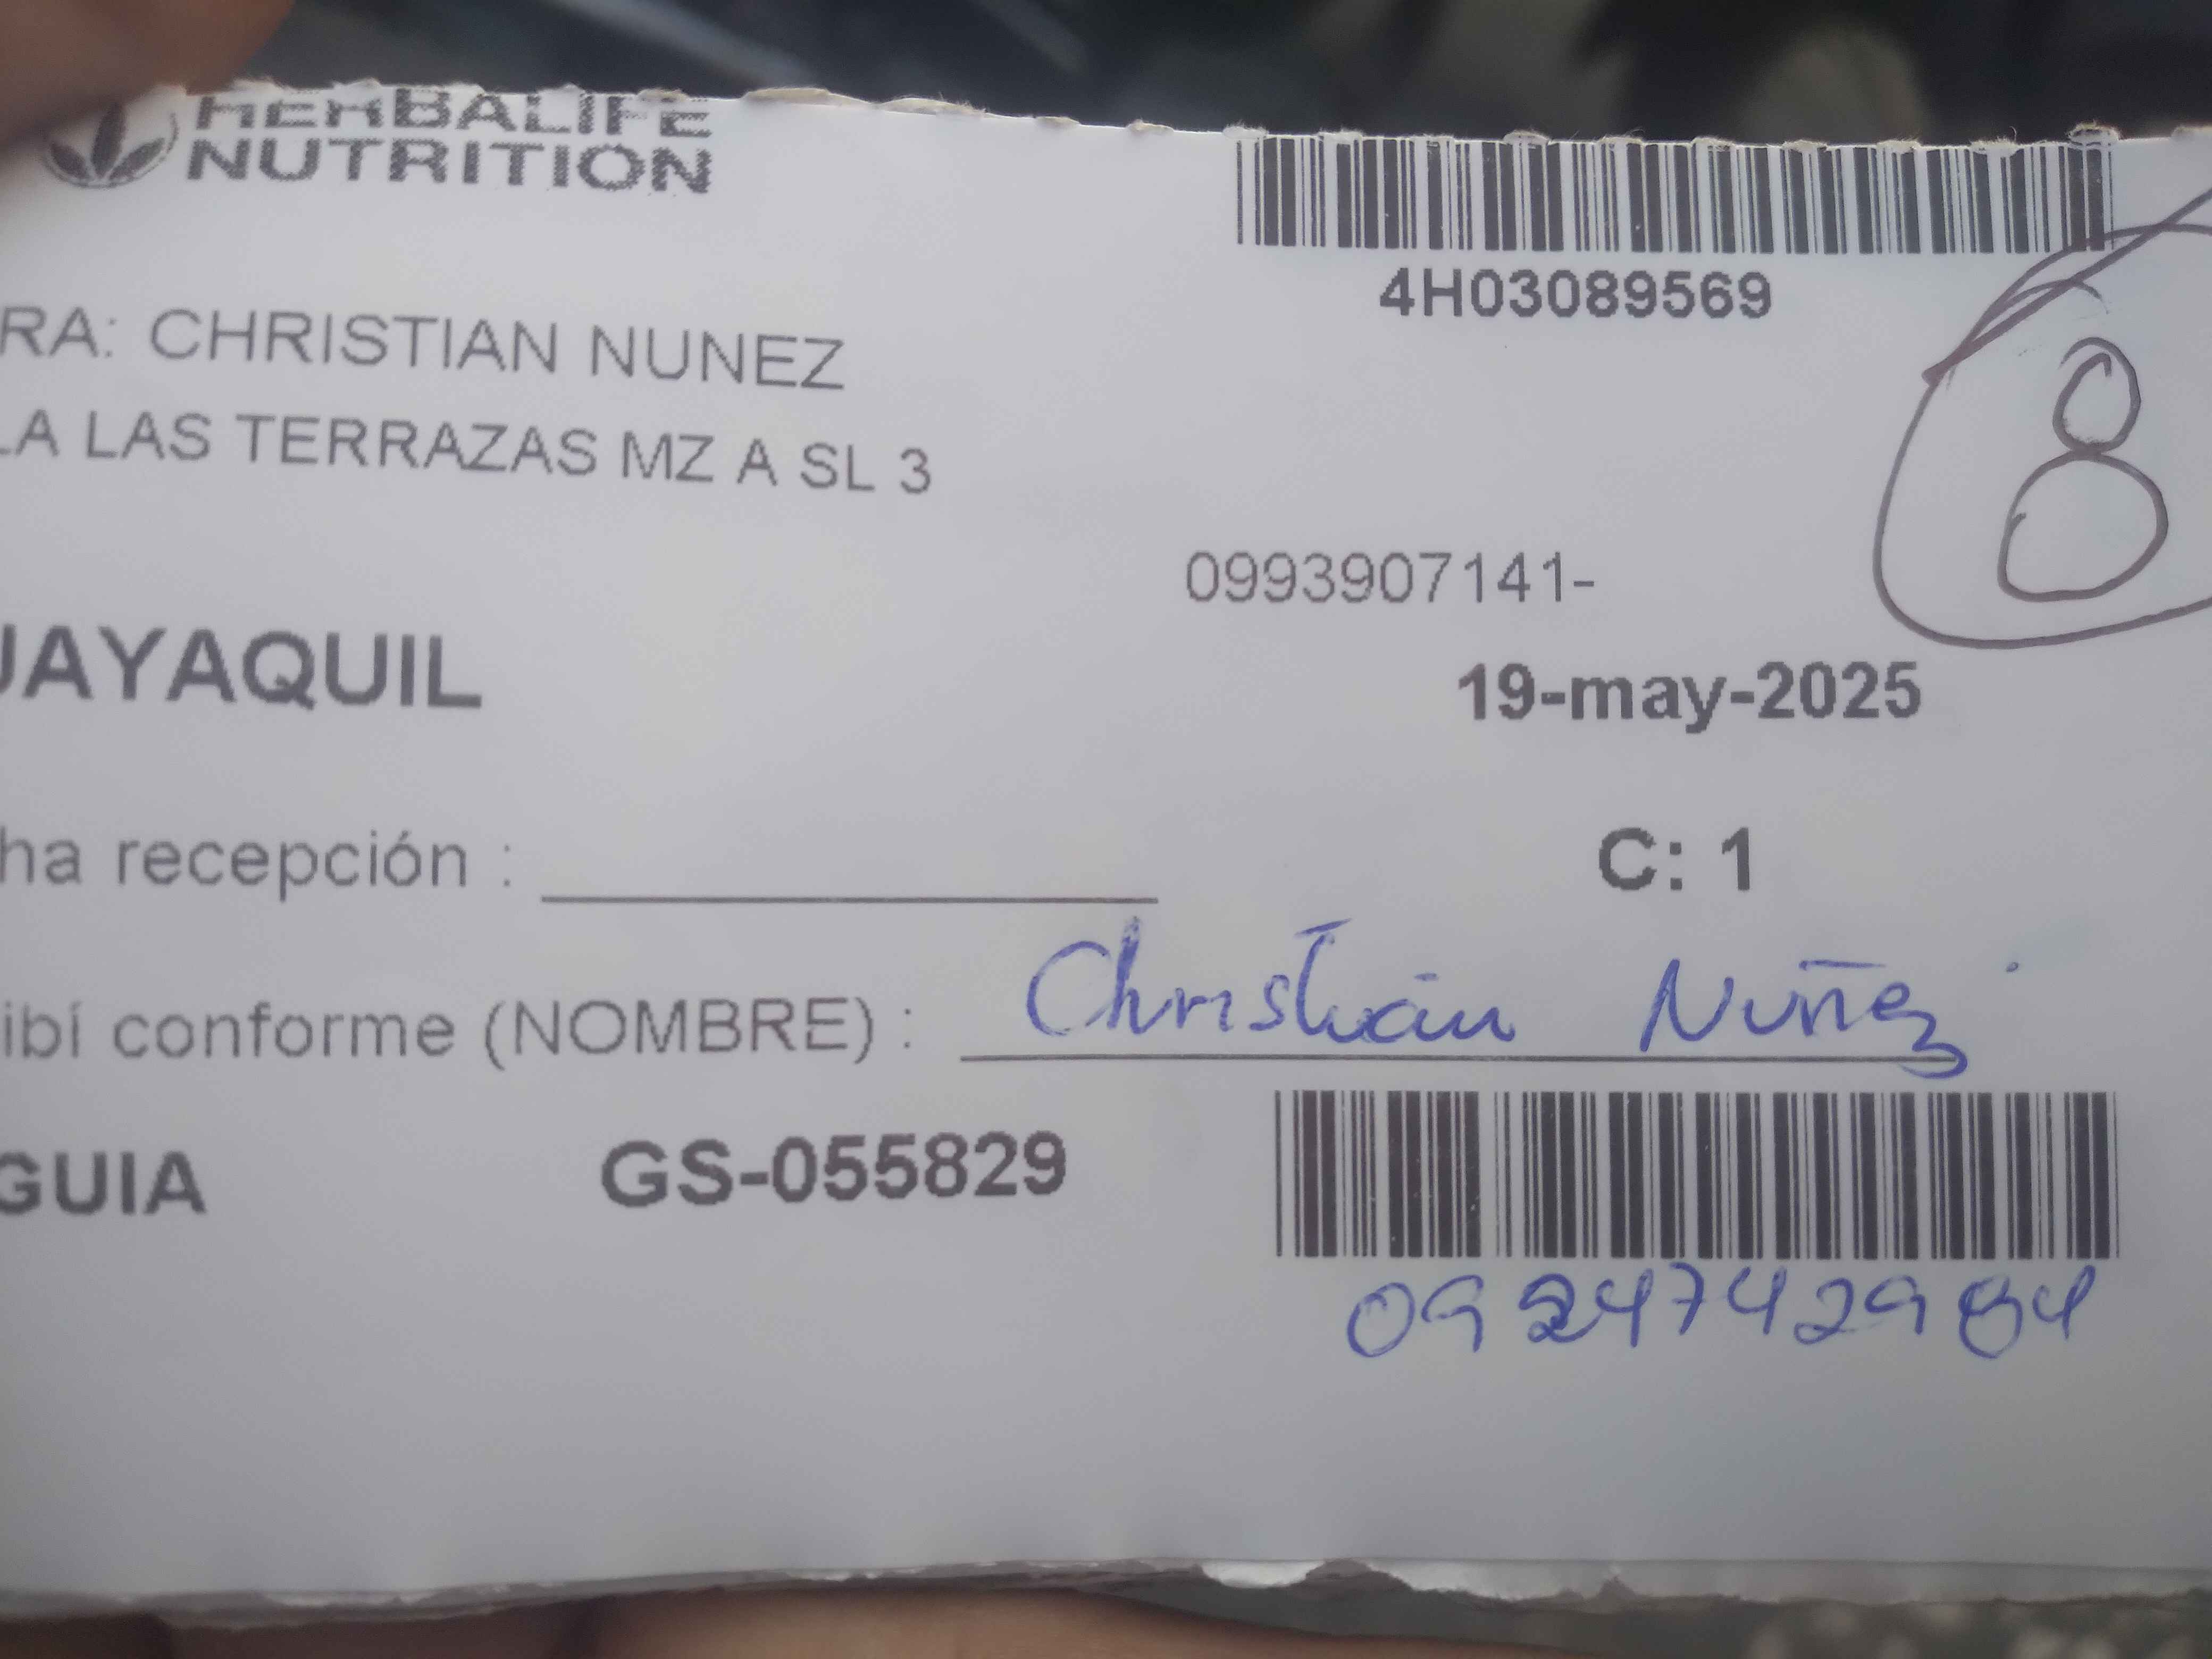 HERBALIFE
NUTRITION
4H03089569
8
RA: CHRISTIAN NUNEZ
LA LAS TERRAZAS MZ A SL 3
0993907141-
UAYAQUIL
19-may-2025
ha recepción :
C: 1
ibí conforme (NOMBRE) : Christian Nuñez
GUIA GS-055829
0924742984